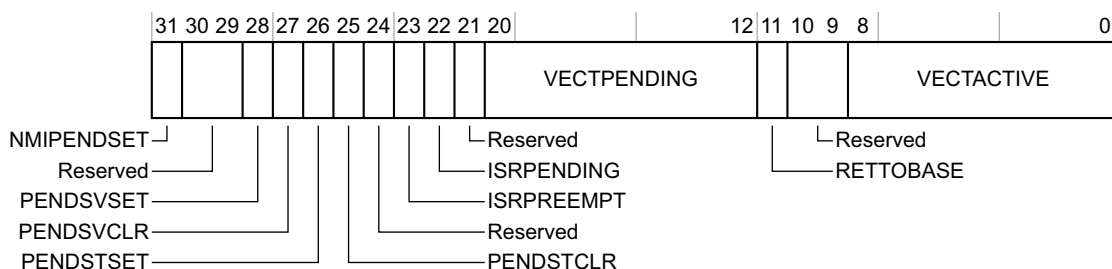 31 30 29 28 27 26 25 24 23 22 21 20 12 11 10 9 8 0
VECTPENDING VECTACTIVE
NMIPENDSET Reserved Reserved
Reserved ISRPENDING RETTOBASE
PENDSVSET ISRPREEMPT
PENDSVCLR Reserved
PENDSTSET PENDSTCLR